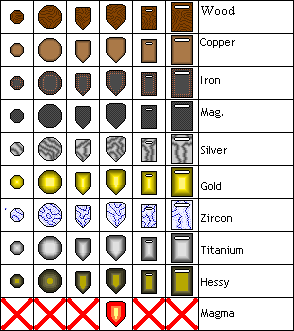 Wood
Copper
Iron
Mag.
Silver
Gold
Zircon
Titanium
Hessy
Magma